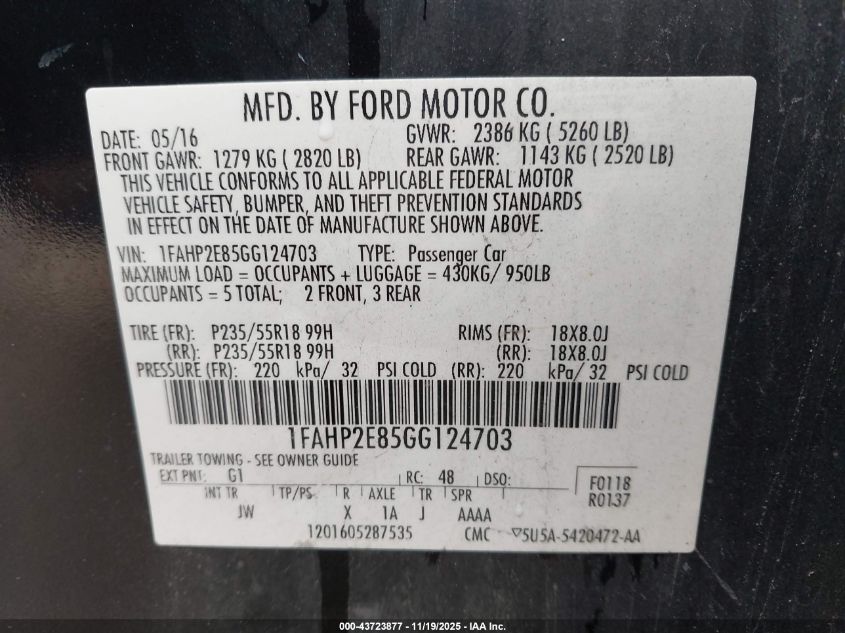 MFD. BY FORD MOTOR CO.
DATE: 05/16 GVWR: 2386 KG ( 5260 LB)
FRONT GAWR: 1279 KG ( 2820 LB) REAR GAWR: 1143 KG ( 2520 LB)
THIS VEHICLE CONFORMS TO ALL APPLICABLE FEDERAL MOTOR
VEHICLE SAFETY, BUMPER, AND THEFT PREVENTION STANDARDS
IN EFFECT ON THE DATE OF MANUFACTURE SHOWN ABOVE.
VIN: 1FAHP2E85GG124703 TYPE: Passenger Car
MAXIMUM LOAD = OCCUPANTS + LUGGAGE = 430KG/ 950LB
OCCUPANTS = 5 TOTAL; 2 FRONT, 3 REAR
TIRE (FR): P235/55R18 99H RIMS (FR): 18X8.0J
(RR): P235/55R18 99H (RR): 18X8.0J
PRESSURE (FR): 220 kPa/ 32 PSI COLD (RR): 220 kPa/ 32 PSI COLD
1FAHP2E85GG124703
TRAILER TOWING - SEE OWNER GUIDE
EXT PNT: G1 RC: 48 DSO: F0118
R0137
INT TR TP/PS R AXLE TR SPR
JW X 1A J AAAA
1201605287535 CMC ▽5U5A-5420472-AA
000-43723877 - 11/19/2025 - IAA Inc.